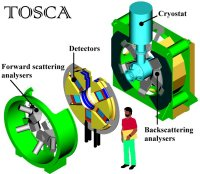 TOSCA
Cryostat
Detectors
Forward scattering
analysers
Backscattering
analysers